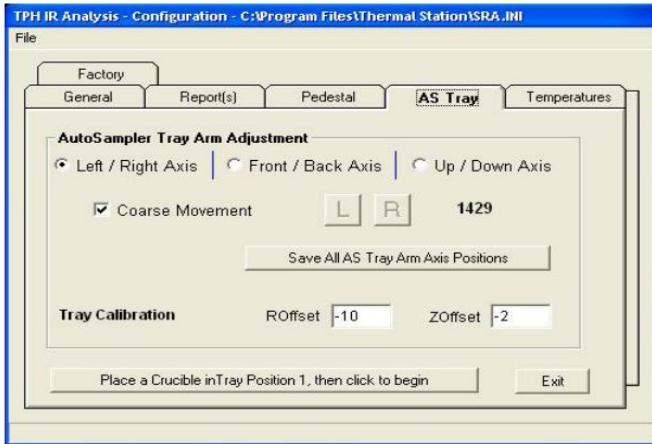 TPH IR Analysis - Configuration - C:\Program Files\Thermal Station\SRA.INI
File
Factory
General Report(s) Pedestal AS Tray Temperatures
AutoSampler Tray Arm Adjustment
Left / Right Axis Front / Back Axis Up / Down Axis
Coarse Movement L R 1429
Save All AS Tray Arm Axis Positions
Tray Calibration ROffset -10 ZOffset -2
Place a Crucible inTray Position 1, then click to begin Exit